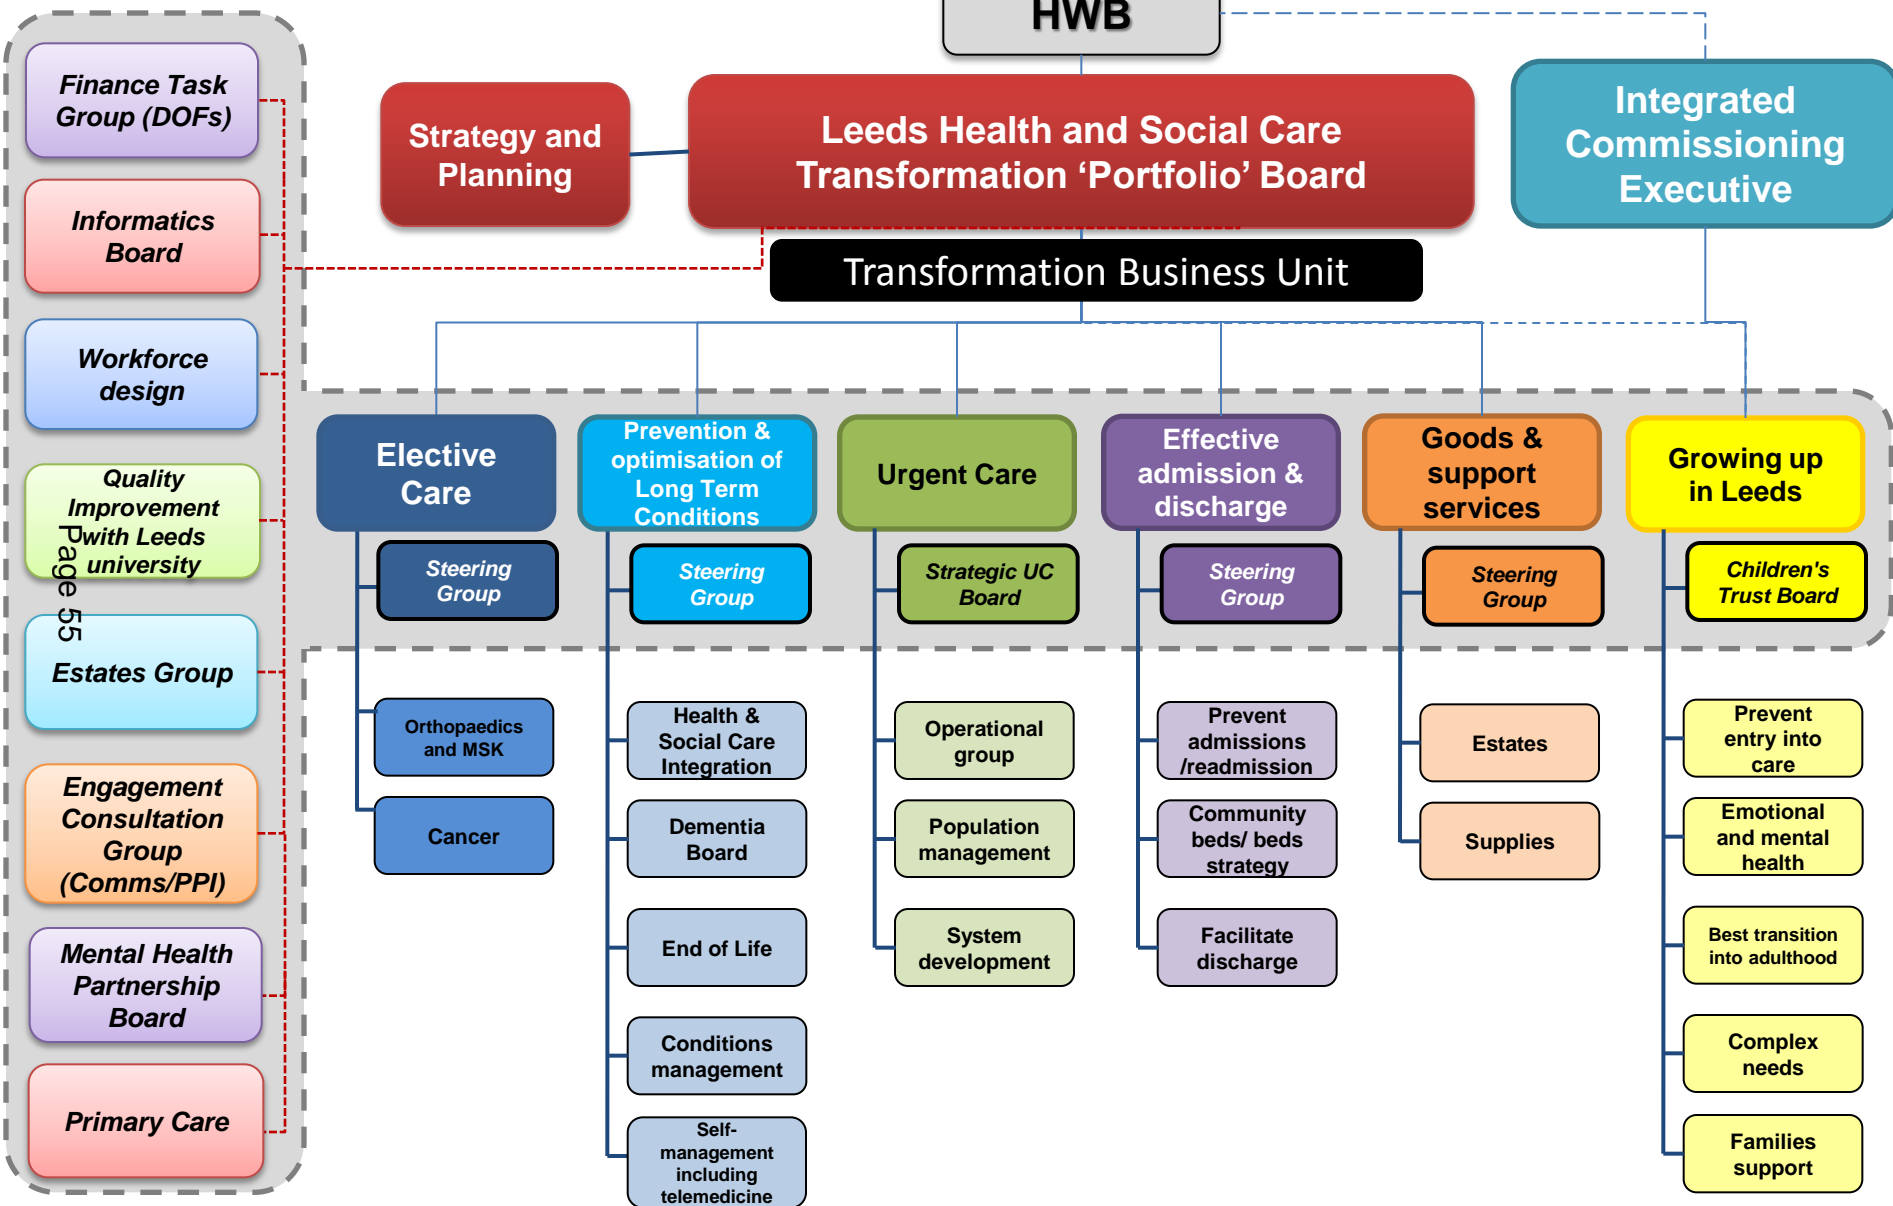 HWB
Finance Task
Group (DOFs)
Informatics
Board
Workforce
design
Quality
Improvement
with Leeds
university
Page 55
Estates Group
Engagement
Consultation
Group
(Comms/PPI)
Mental Health
Partnership
Board
Primary Care
Strategy and
Planning
Leeds Health and Social Care
Transformation ‘Portfolio’ Board
Integrated
Commissioning
Executive
Transformation Business Unit
Elective
Care
Steering
Group
Orthopaedics
and MSK
Cancer
Prevention &
optimisation of
Long Term
Conditions
Steering
Group
Health &
Social Care
Integration
Dementia
Board
End of Life
Conditions
management
Self-
management
including
telemedicine
Urgent Care
Strategic UC
Board
Operational
group
Population
management
System
development
Effective
admission &
discharge
Steering
Group
Prevent
admissions
/readmission
Community
beds/ beds
strategy
Facilitate
discharge
Goods &
support
services
Steering
Group
Estates
Supplies
Growing up
in Leeds
Children's
Trust Board
Prevent
entry into
care
Emotional
and mental
health
Best transition
into adulthood
Complex
needs
Families
support